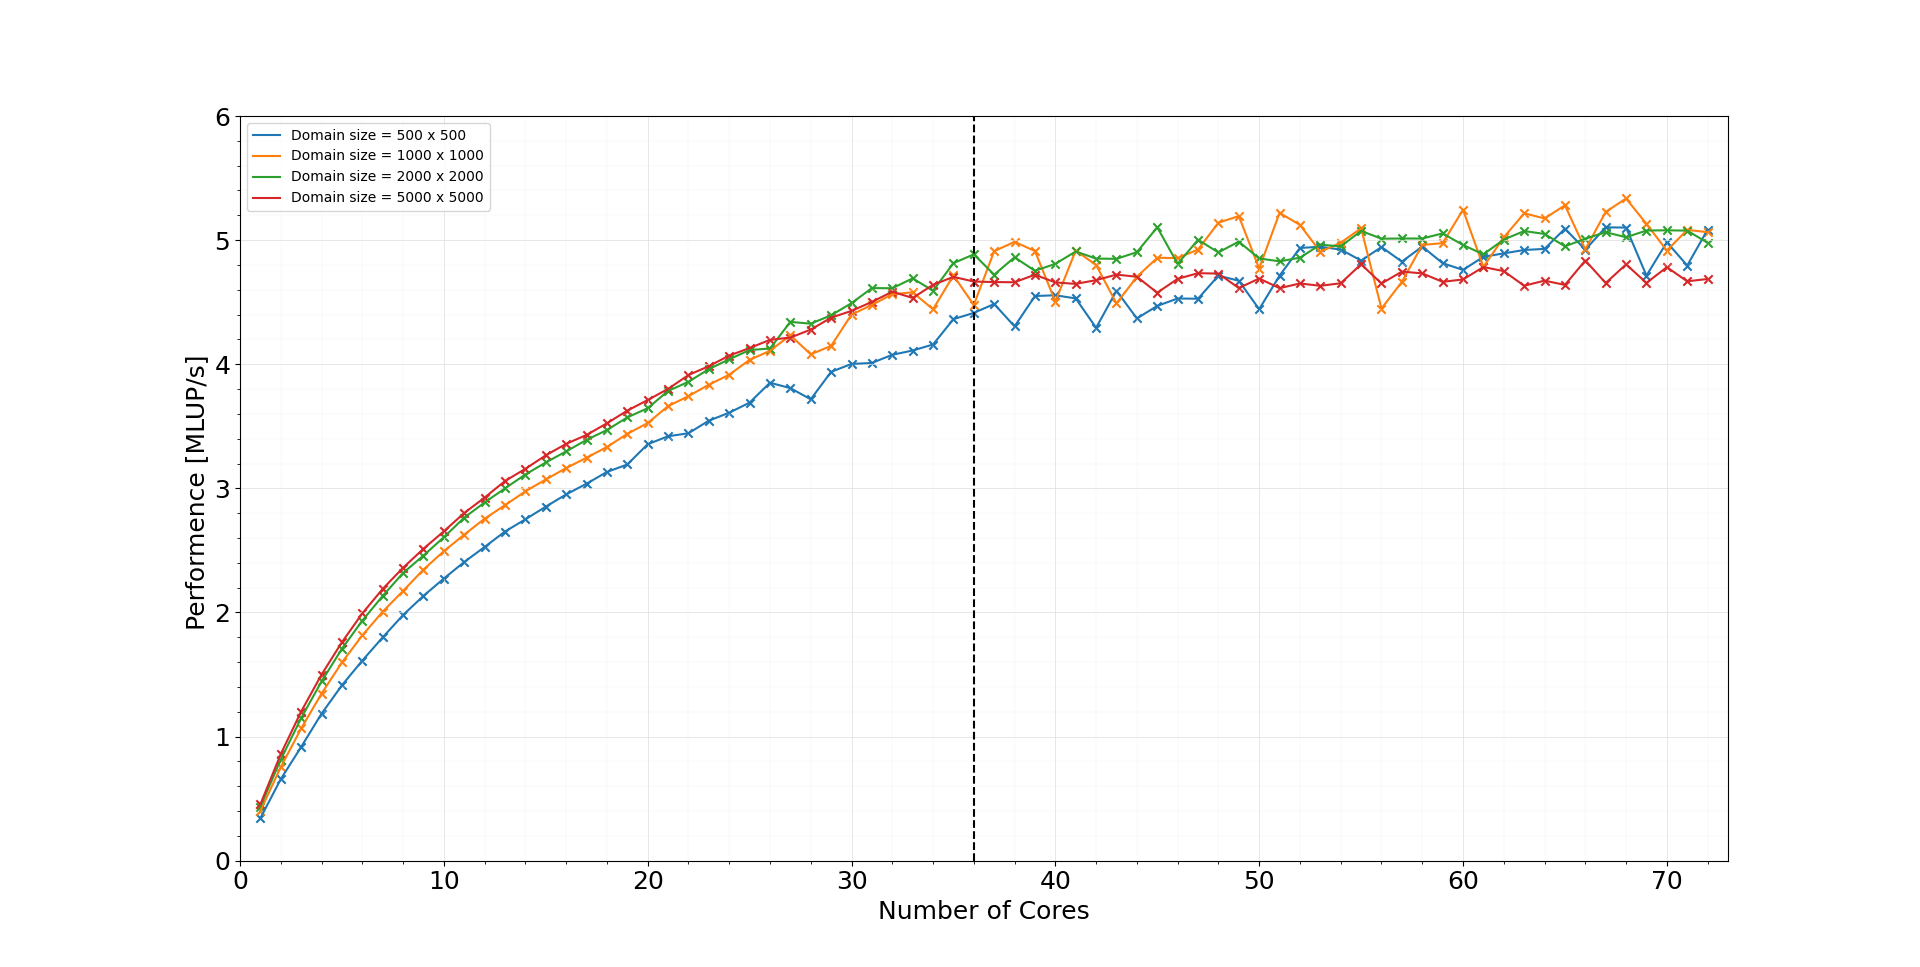 Domain size = 500 x 500
Domain size = 1000 x 1000
Domain size = 2000 x 2000
Domain size = 5000 x 5000
Performence [MLUP/s]
6
5
4
3
2
1
0
0 10 20 30 40 50 60 70
Number of Cores